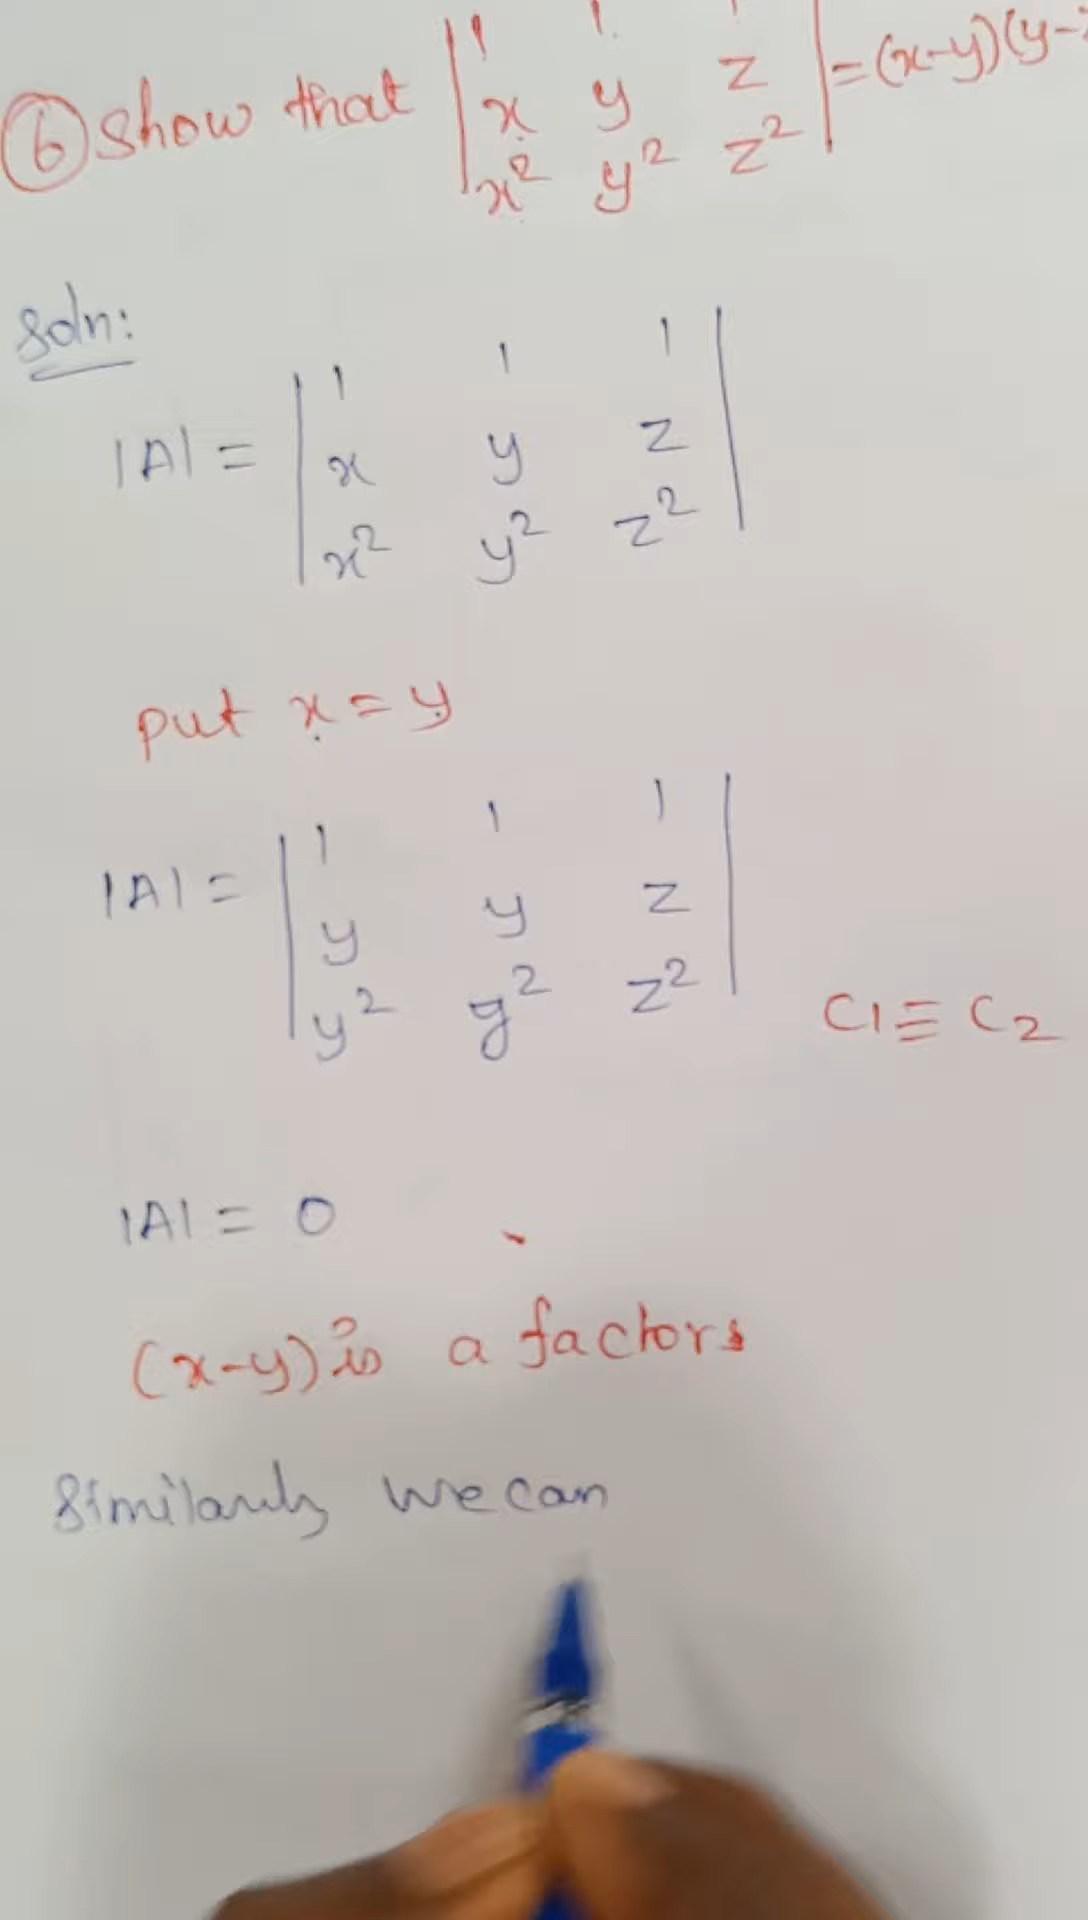 6 Show that | 1 1 1 | = (x-y)(y-
x y z
x² y² z²
Soln:
|A| = | 1 1 1 |
x y z
x² y² z²
put x = y
|A| = | 1 1 1 |
y y z
y² y² z²
C1 ≡ C2
|A| = 0
(x-y) is a factors
Similarly we can